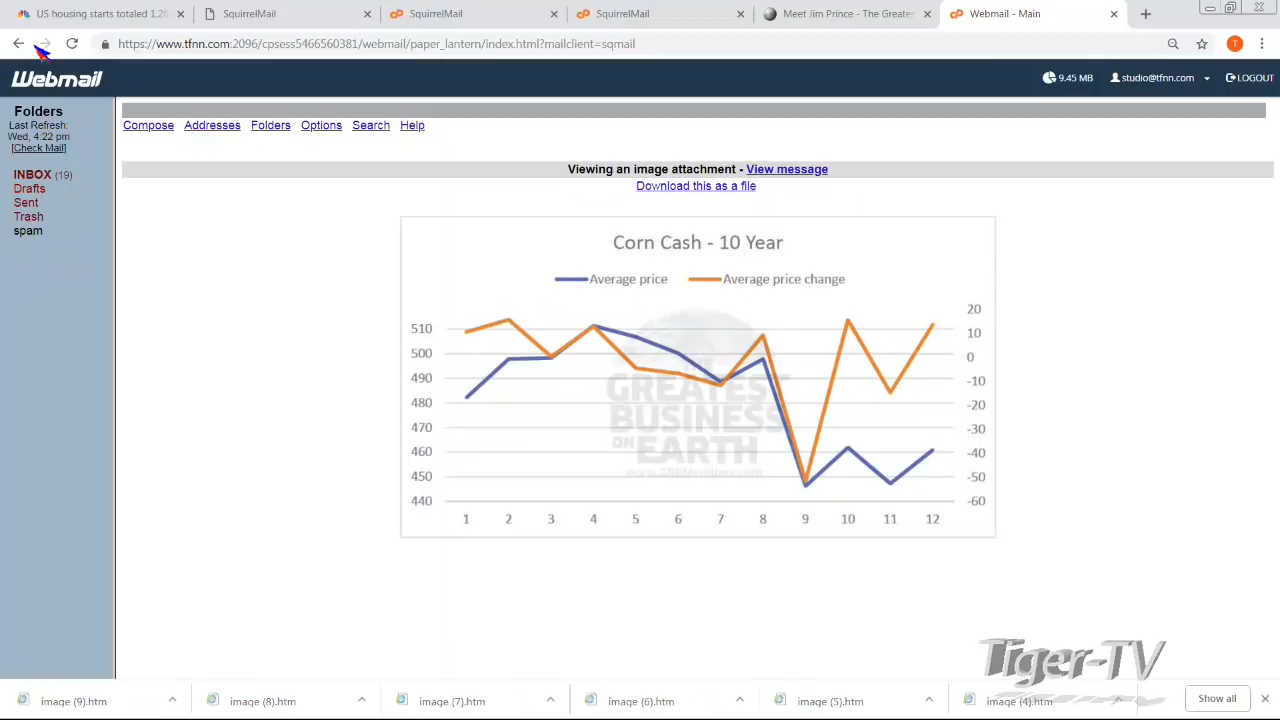 US housing starts totaled 1.28
SquirrelMail
SquirrelMail
SquirrelMail
Meet Jim Prince - The Greates
Webmail - Main
https://www.tfnn.com:2096/cpsess5466560381/webmail/paper_lantern/index.html?mailclient=sqmail
T
Webmail
9.45 MB
studio@tfnn.com
LOGOUT
Folders
Last Refresh:
Wed, 4:22 pm
[Check Mail]
INBOX (19)
Drafts
Sent
Trash
spam
Compose Addresses Folders Options Search Help
Viewing an image attachment - View message
Download this as a file
Corn Cash - 10 Year
Average price Average price change
510
500
490
480
470
460
450
440
20
10
0
-10
-20
-30
-40
-50
-60
1 2 3 4 5 6 7 8 9 10 11 12
GREATEST
BUSINESS
ON
EARTH
Tiger-TV
image (9).htm
image (8).htm
image (7).htm
image (6).htm
image (5).htm
image (4).htm
Show all